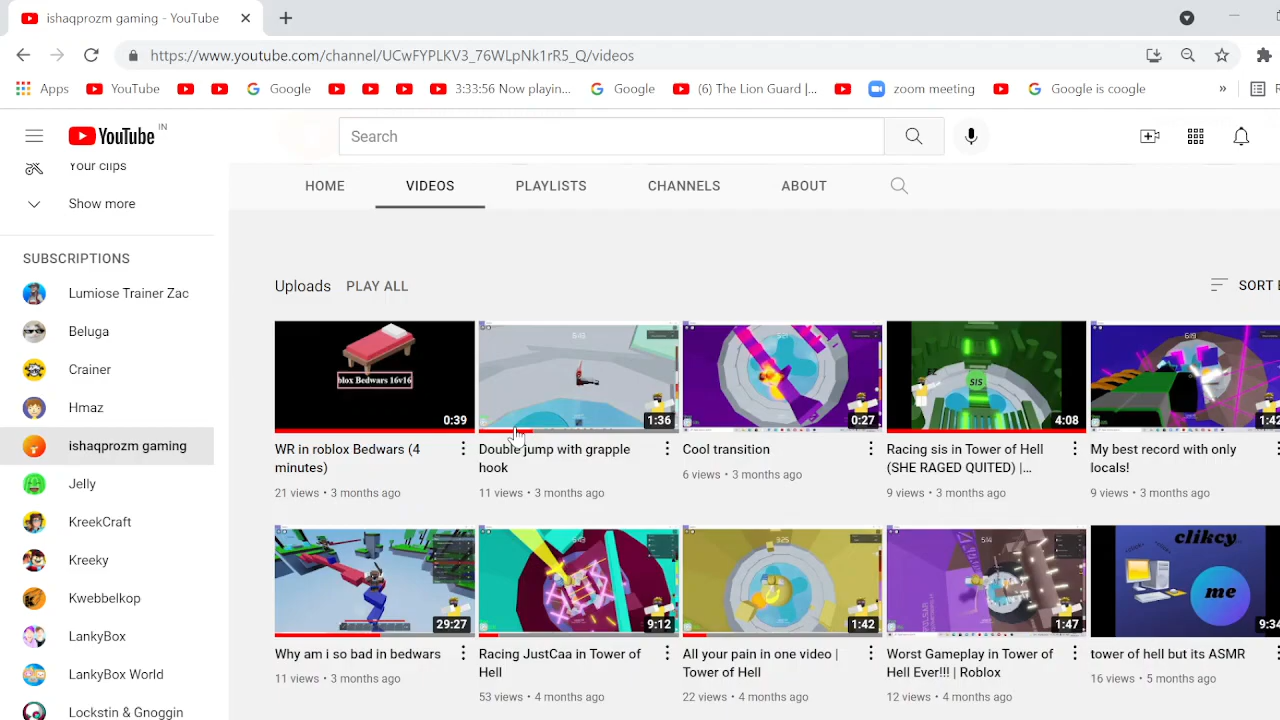 ishaqprozm gaming - YouTube
https://www.youtube.com/channel/UCwFYPLKV3_76WLpNk1rR5_Q/videos
Apps YouTube Google 3:33:56 Now playin... Google (6) The Lion Guard |... zoom meeting Google is coogle »
YouTube IN
Search
Your clips
Show more
SUBSCRIPTIONS
Lumiose Trainer Zac
Beluga
Crainer
Hmaz
ishaqprozm gaming
Jelly
KreekCraft
Kreeky
Kwebbelkop
LankyBox
LankyBox World
Lockstin & Gnoggin
HOME VIDEOS PLAYLISTS CHANNELS ABOUT
Uploads PLAY ALL SORT
blox Bedwars 16v16
0:39
WR in roblox Bedwars (4
minutes)
21 views • 3 months ago
1:36
Double jump with grapple
hook
11 views • 3 months ago
0:27
Cool transition
6 views • 3 months ago
SIS
4:08
Racing sis in Tower of Hell
(SHE RAGED QUITED) |...
9 views • 3 months ago
1:42
My best record with only
locals!
9 views • 3 months ago
29:27
Why am i so bad in bedwars
11 views • 3 months ago
9:12
Racing JustCaa in Tower of
Hell
53 views • 4 months ago
1:42
All your pain in one video |
Tower of Hell
22 views • 4 months ago
1:47
Worst Gameplay in Tower of
Hell Ever!!! | Roblox
12 views • 4 months ago
clikcy
me
9:34
tower of hell but its ASMR
16 views • 5 months ago